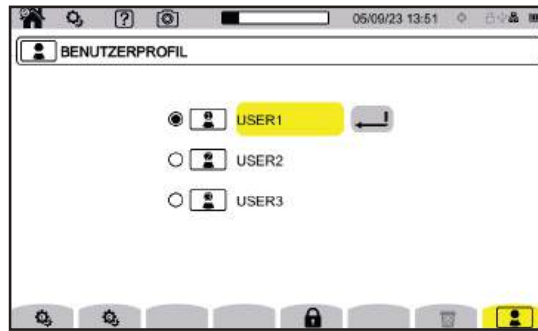 05/09/23 13:51
BENUTZERPROFIL
USER1
USER2
USER3